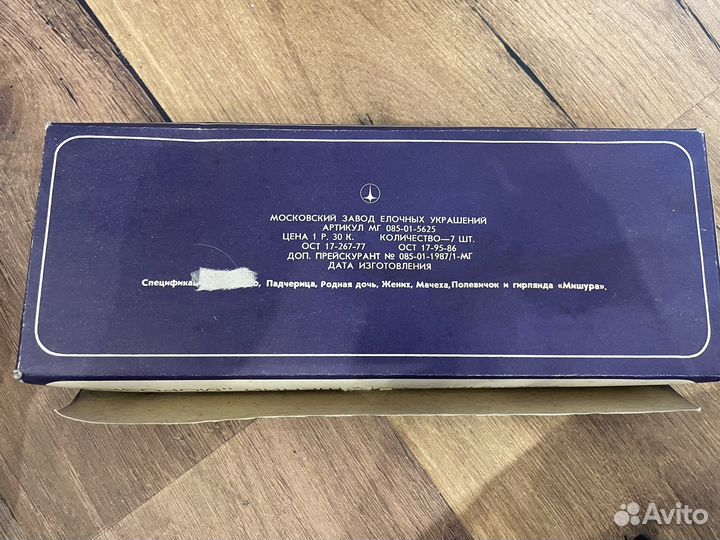 МОСКОВСКИЙ ЗАВОД ЕЛОЧНЫХ УКРАШЕНИЙ
АРТИКУЛ МГ 085-01-5625
ЦЕНА 1 Р. 30 К. КОЛИЧЕСТВО—7 ШТ.
ОСТ 17-267-77 ОСТ 17-95-86
ДОП. ПРЕЙСКУРАНТ № 085-01-1987/1-МГ
ДАТА ИЗГОТОВЛЕНИЯ
Падчерица, Родная дочь, Жених, Мачеха, Полевичок и гирлянда «Мишура».
Avito